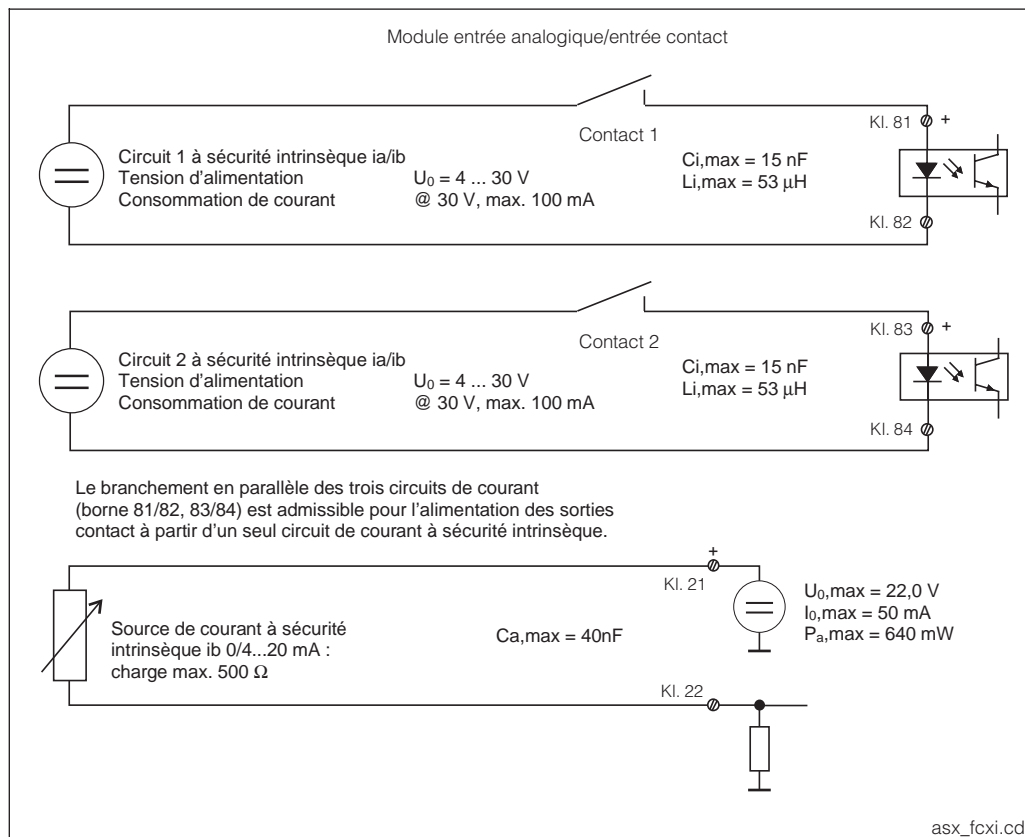 Module entrée analogique/entrée contact
Kl. 81 +
Contact 1
Circuit 1 à sécurité intrinsèque ia/ib
Tension d'alimentation U0 = 4 ... 30 V
Consommation de courant @ 30 V, max. 100 mA
Ci,max = 15 nF
Li,max = 53 μH
Kl. 82
Kl. 83 +
Contact 2
Circuit 2 à sécurité intrinsèque ia/ib
Tension d'alimentation U0 = 4 ... 30 V
Consommation de courant @ 30 V, max. 100 mA
Ci,max = 15 nF
Li,max = 53 μH
Kl. 84
Le branchement en parallèle des trois circuits de courant
(borne 81/82, 83/84) est admissible pour l'alimentation des sorties
contact à partir d'un seul circuit de courant à sécurité intrinsèque.
+
Kl. 21
U0,max = 22,0 V
I0,max = 50 mA
Pa,max = 640 mW
Source de courant à sécurité
intrinsèque ib 0/4...20 mA :
charge max. 500 Ω
Ca,max = 40nF
Kl. 22
asx_fcxi.cd